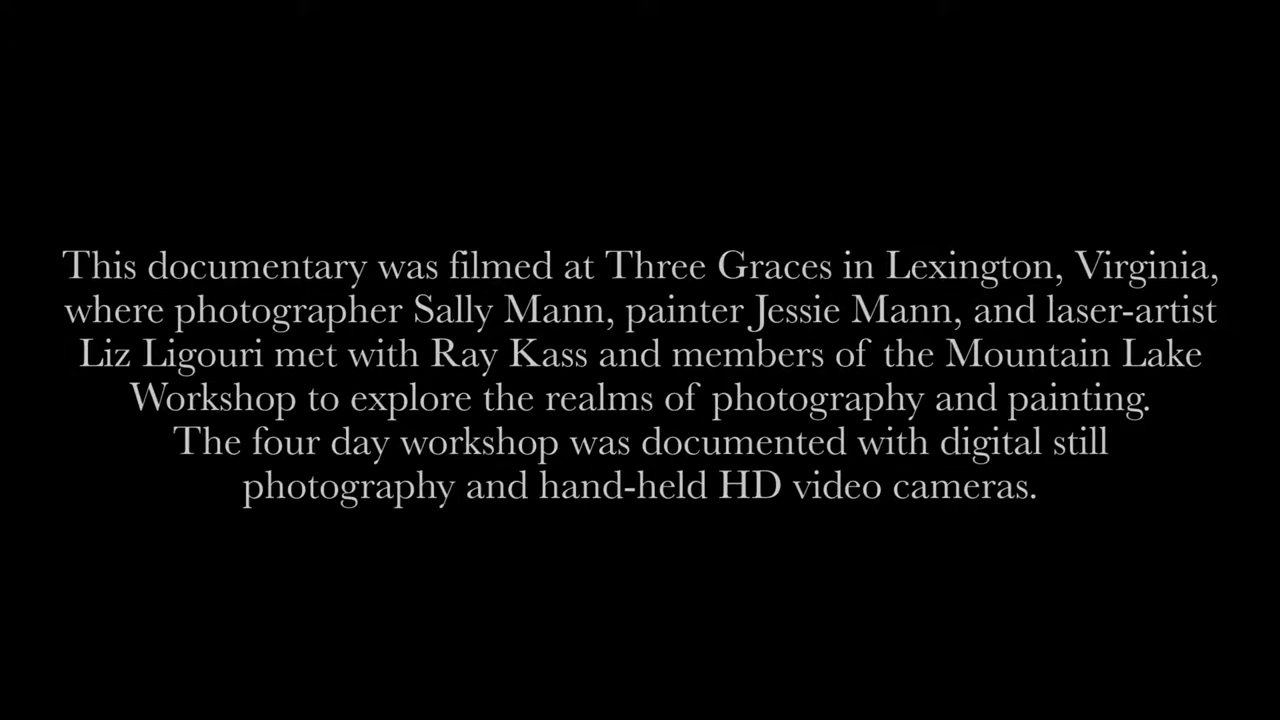 This documentary was filmed at Three Graces in Lexington, Virginia,
where photographer Sally Mann, painter Jessie Mann, and laser-artist
Liz Ligouri met with Ray Kass and members of the Mountain Lake
Workshop to explore the realms of photography and painting.
The four day workshop was documented with digital still
photography and hand-held HD video cameras.